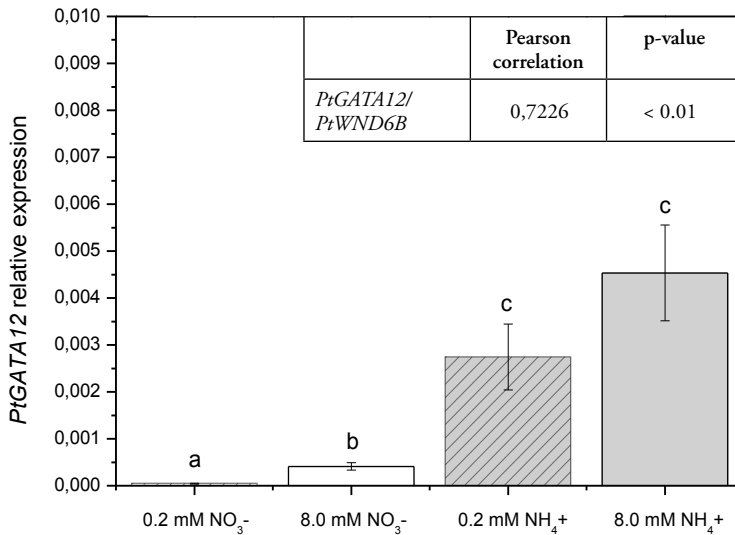 0,010
0,009
0,008
0,007
0,006
0,005
0,004
0,003
0,002
0,001
0,000
PtGATA12 relative expression
Pearson
correlation
p-value
PtGATA12/
PtWND6B
0,7226
< 0.01
a
b
c
c
0.2 mM NO₃-
8.0 mM NO₃-
0.2 mM NH₄+
8.0 mM NH₄+